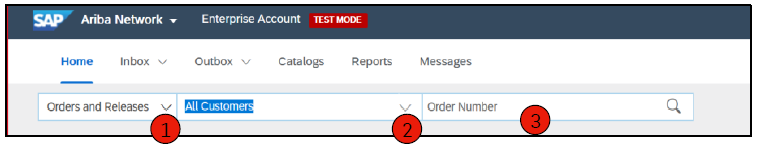 SAP Ariba Network Enterprise Account TEST MODE
Home Inbox Outbox Catalogs Reports Messages
Orders and Releases All Customers Order Number
1 2 3